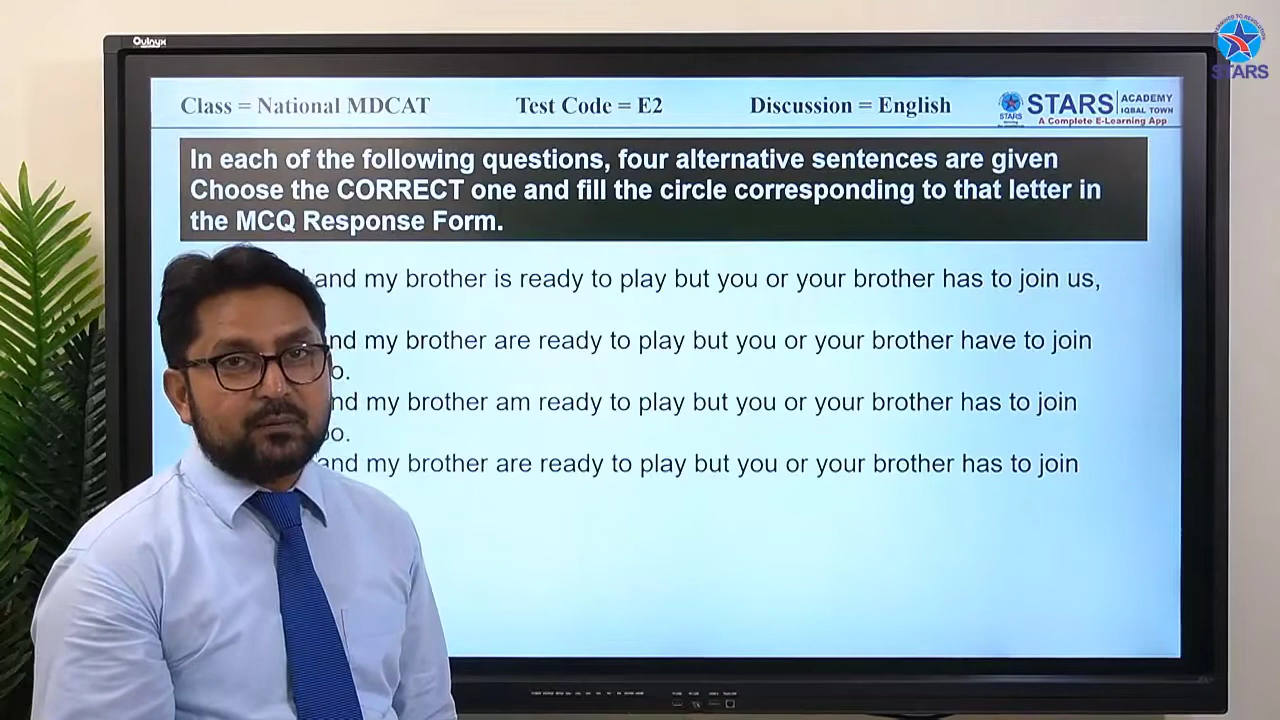 Qulnyx
STARS
Class = National MDCAT Test Code = E2 Discussion = English
STARS ACADEMY
IQBAL TOWN
A Complete E-Learning App
STARS
In each of the following questions, four alternative sentences are given
Choose the CORRECT one and fill the circle corresponding to that letter in
the MCQ Response Form.
and my brother is ready to play but you or your brother has to join us,
and my brother are ready to play but you or your brother have to join
and my brother am ready to play but you or your brother has to join
and my brother are ready to play but you or your brother has to join